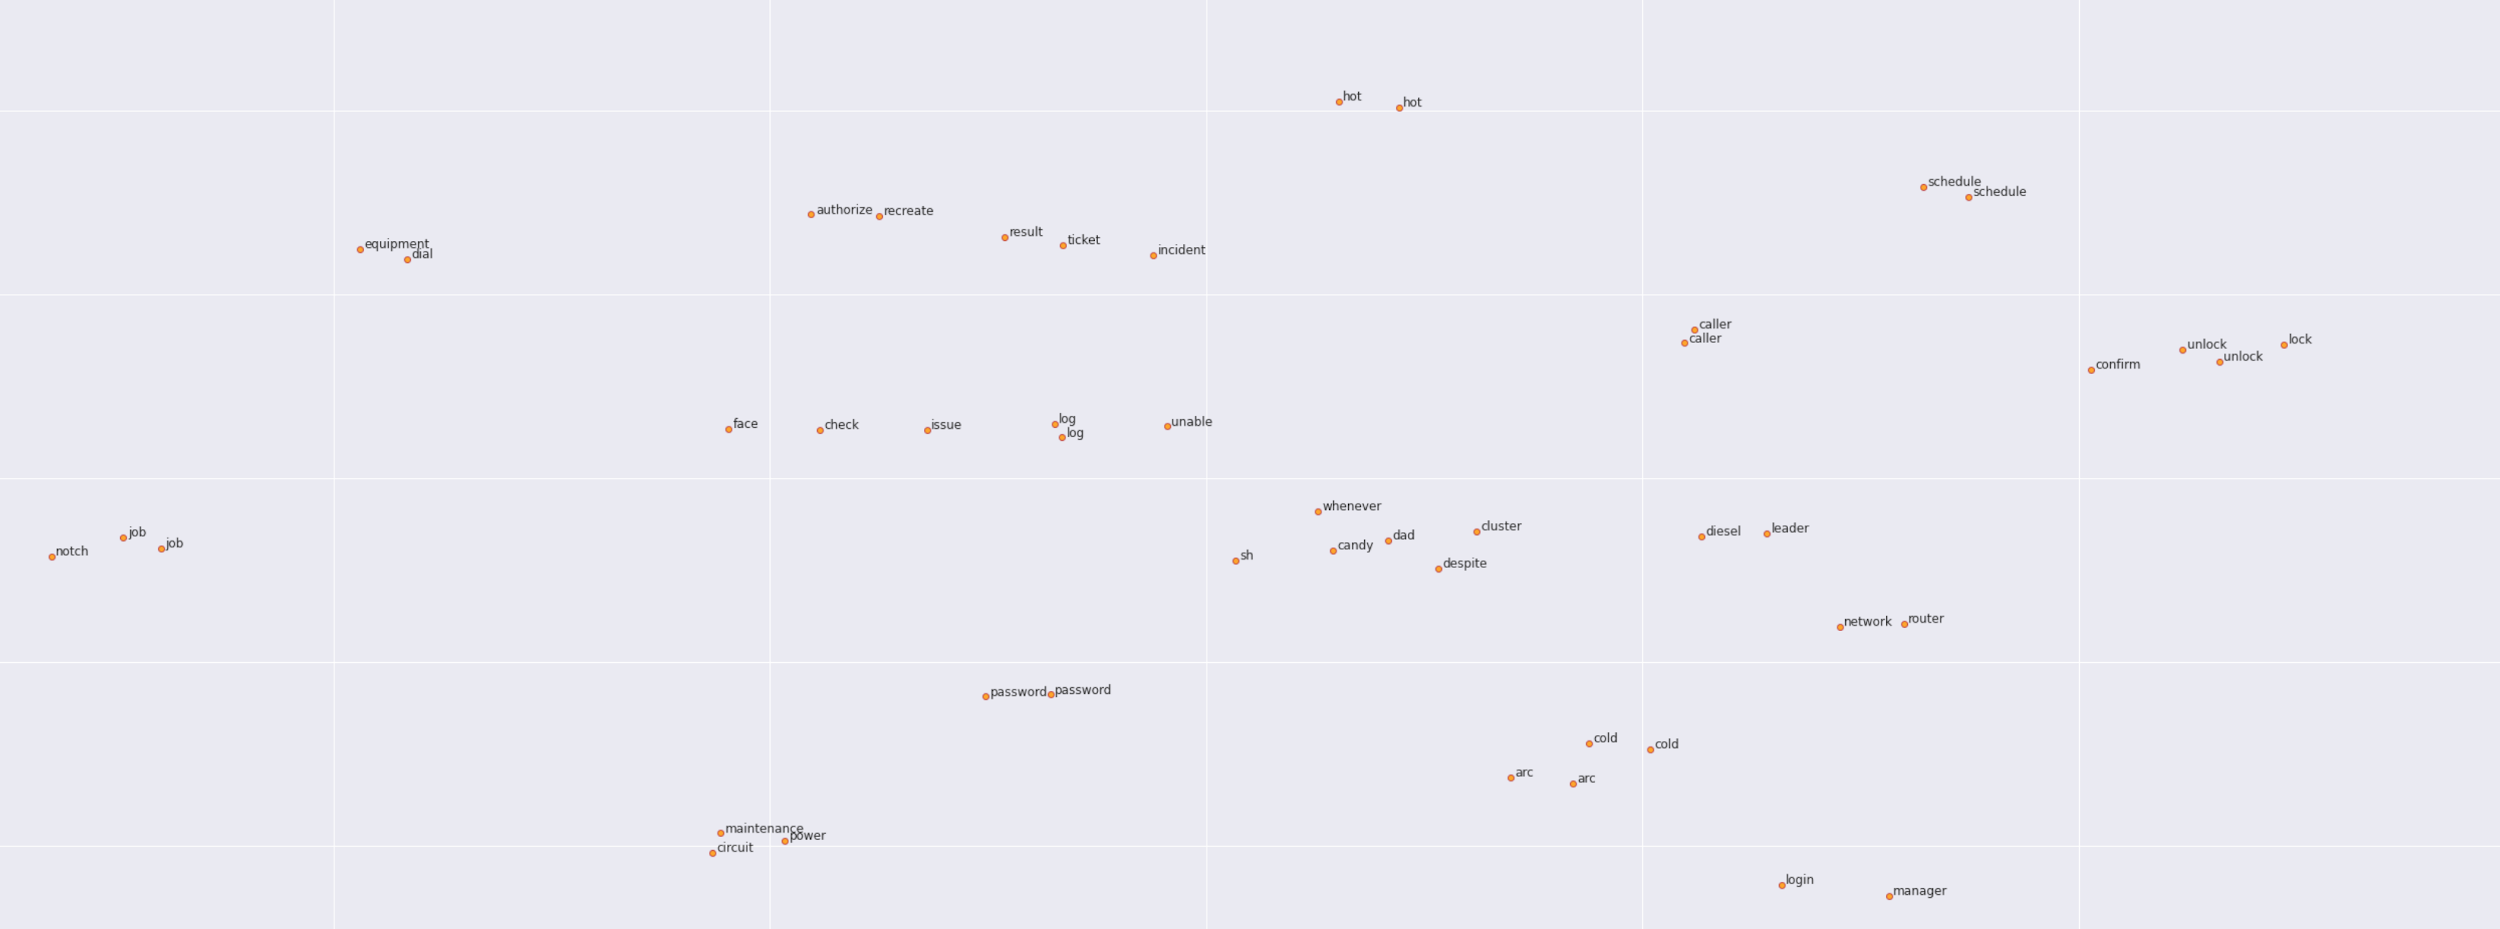 hot
hot
schedule
schedule
authorize
recreate
result
ticket
incident
equipment
dial
caller
caller
unlock
unlock
lock
confirm
face
check
issue
log
log
unable
whenever
cluster
diesel
leader
notch
job
job
sh
candy
dad
despite
network
router
password
password
cold
cold
arc
arc
maintenance
power
circuit
login
manager